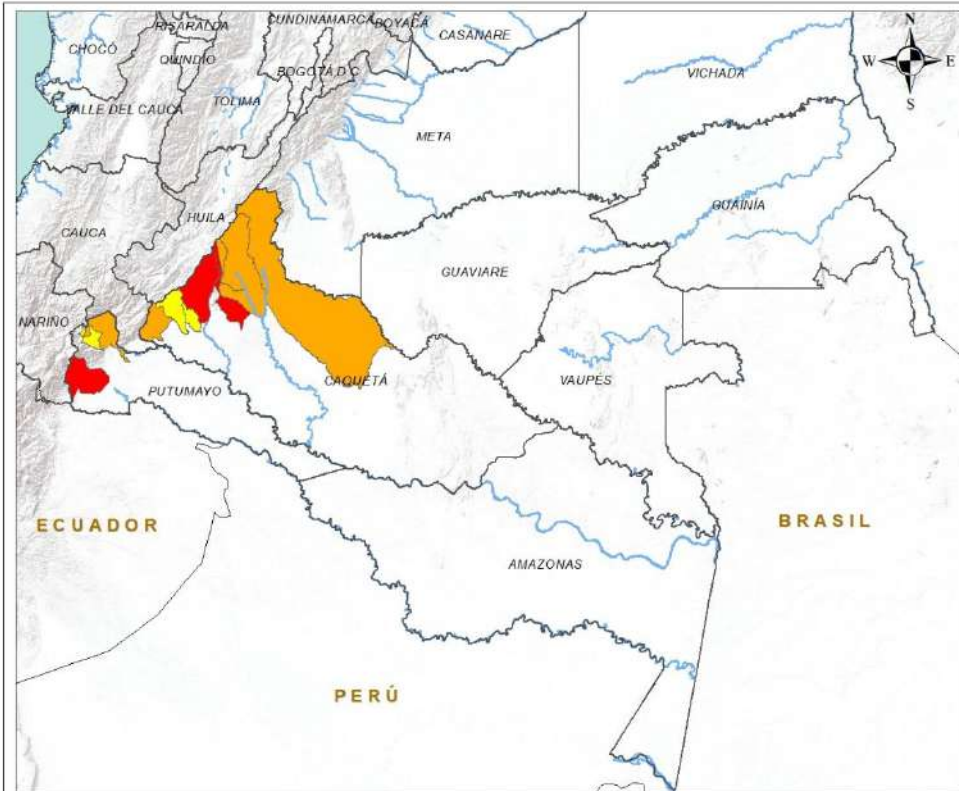 RISARALDA
CUNDINAMARCA
BOYACÁ
CASANARE
N
CHOCÓ
QUINDIO
BOGOTÁ D.C
W
E
VICHADA
S
TOLIMA
VALLE DEL CAUCA
META
HUILA
GUAINÍA
CAUCA
GUAVIARE
NARIÑO
CAQUETÁ
VAUPÉS
PUTUMAYO
ECUADOR
BRASIL
AMAZONAS
PERÚ